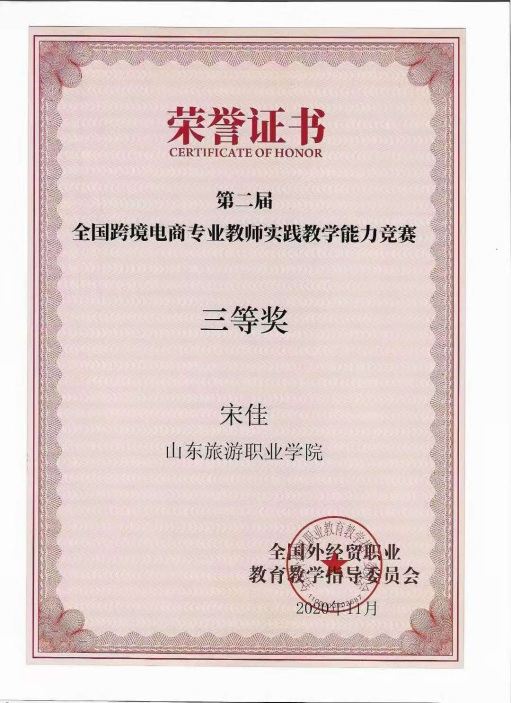 荣誉证书
CERTIFICATE OF HONOR
第二届
全国跨境电商专业教师实践教学能力竞赛
三等奖
宋佳
山东旅游职业学院
全国外经贸职业
教育教学指导委员会
2020年11月